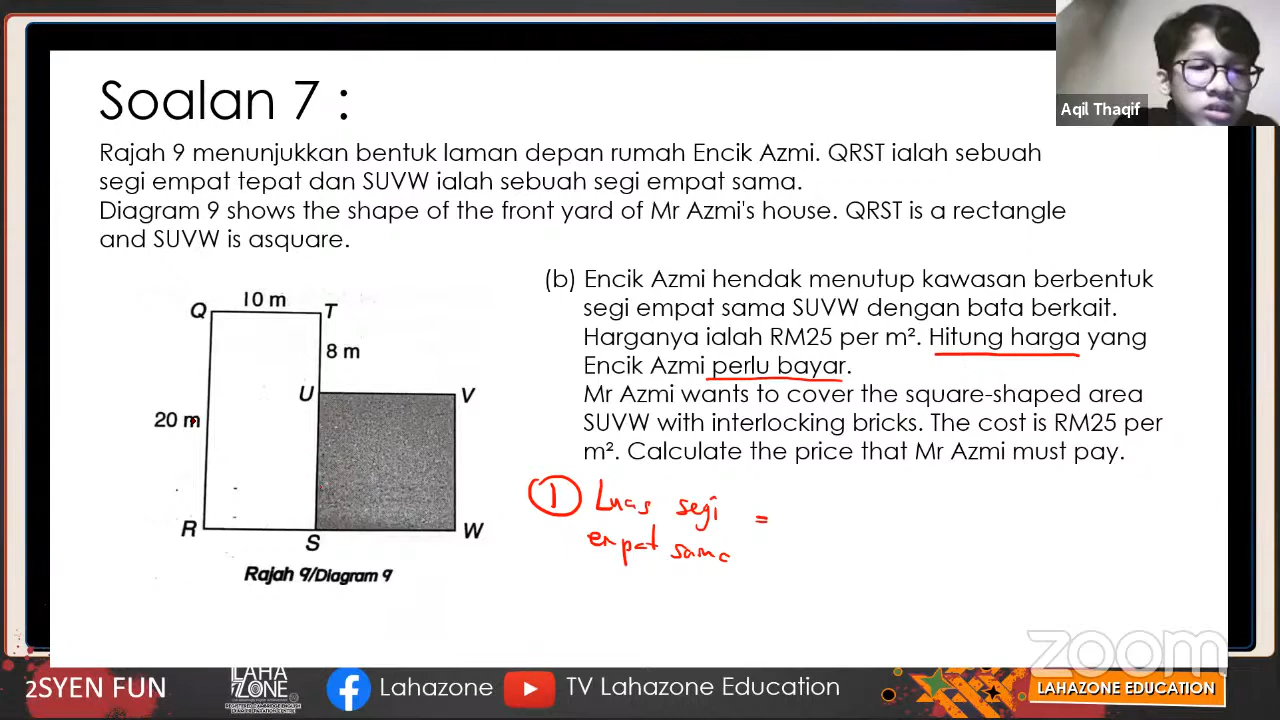 Aqil Thaqif
Soalan 7 :
Rajah 9 menunjukkan bentuk laman depan rumah Encik Azmi. QRST ialah sebuah
segi empat tepat dan SUVW ialah sebuah segi empat sama.
Diagram 9 shows the shape of the front yard of Mr Azmi's house. QRST is a rectangle
and SUVW is asquare.
Q
10 m
T
8 m
U
V
20 m
R
S
W
Rajah 9/Diagram 9
(b) Encik Azmi hendak menutup kawasan berbentuk
segi empat sama SUVW dengan bata berkait.
Harganya ialah RM25 per m². Hitung harga yang
Encik Azmi perlu bayar.
Mr Azmi wants to cover the square-shaped area
SUVW with interlocking bricks. The cost is RM25 per
m². Calculate the price that Mr Azmi must pay.
1 Luas segi =
empat sama
zoom
2SYEN FUN
LAHA
ZONE
Lahazone
TV Lahazone Education
LAHAZONE EDUCATION